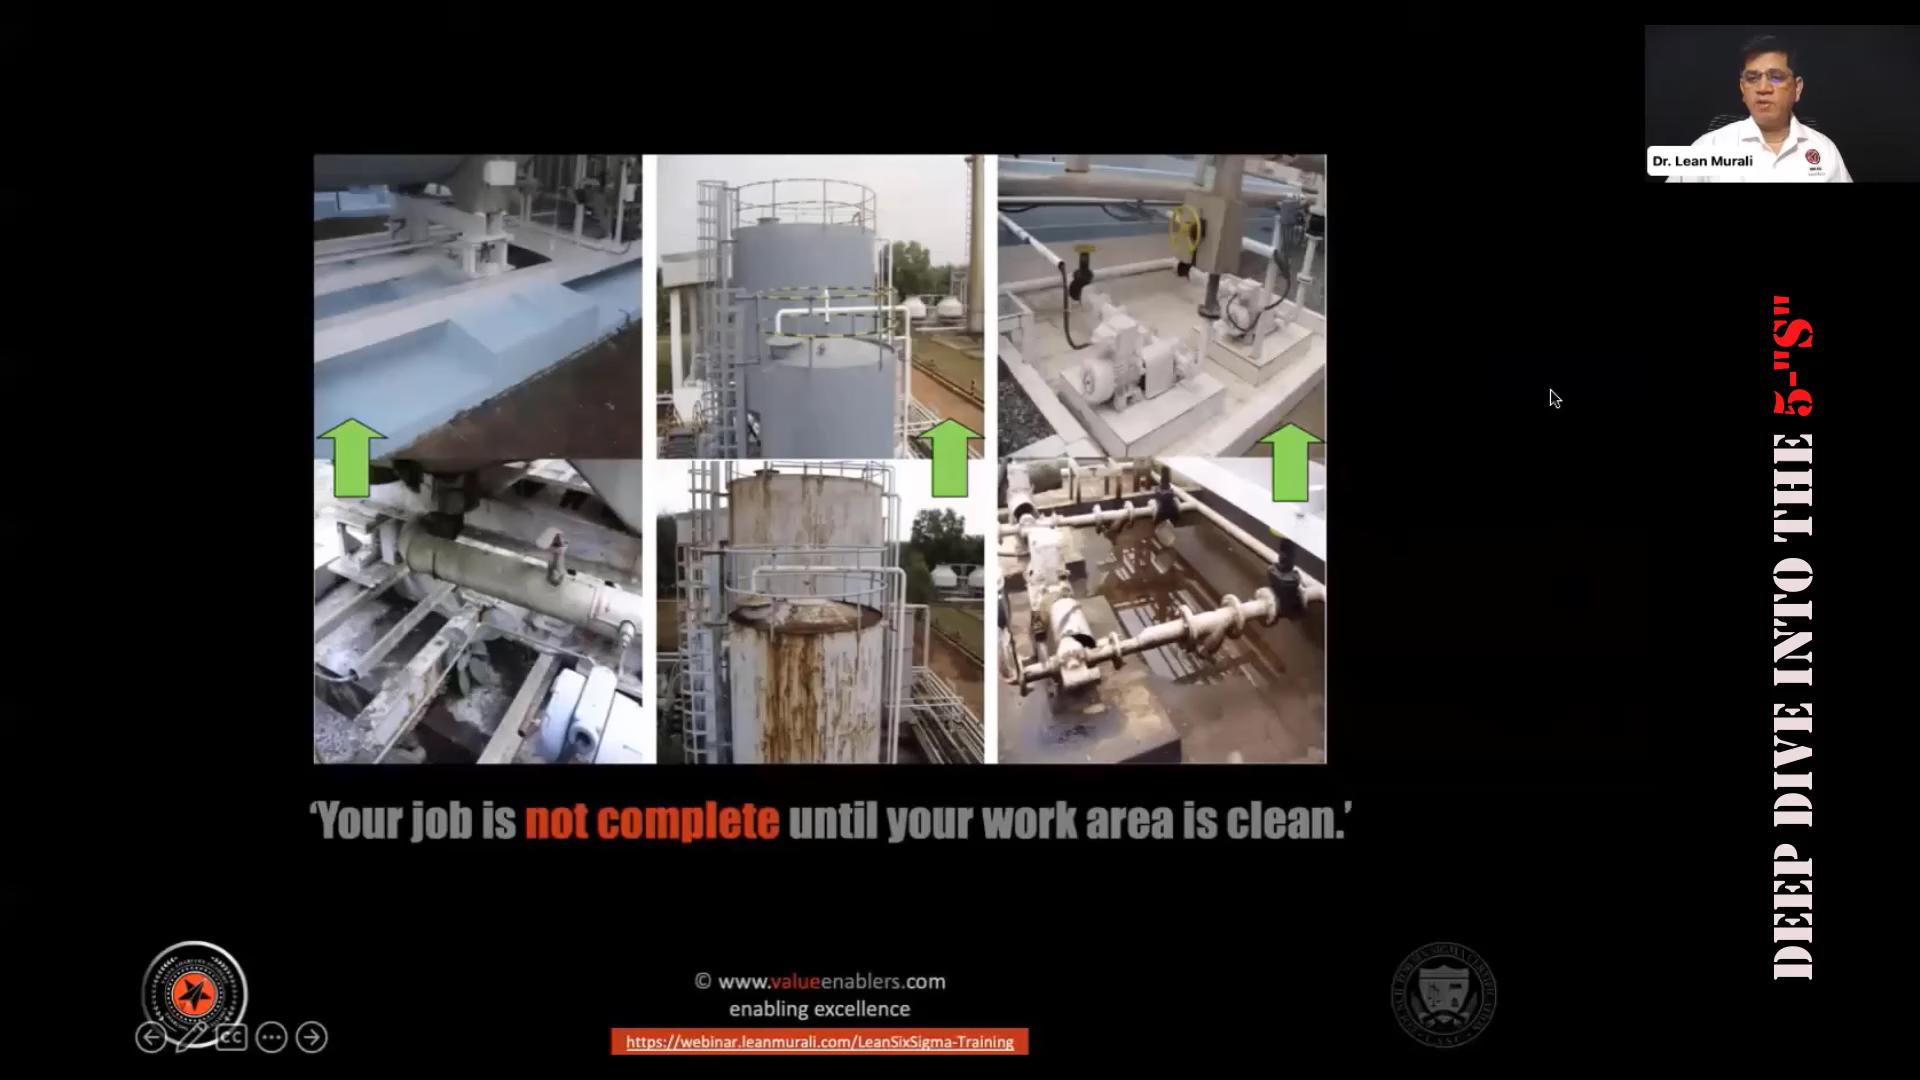 Dr. Lean Murali
DEEP DIVE INTO THE 5-"S"
‘Your job is not complete until your work area is clean.’
© www.valueenablers.com
enabling excellence
https://webinar.leanmurali.com/LeanSixSigma-Training
CC